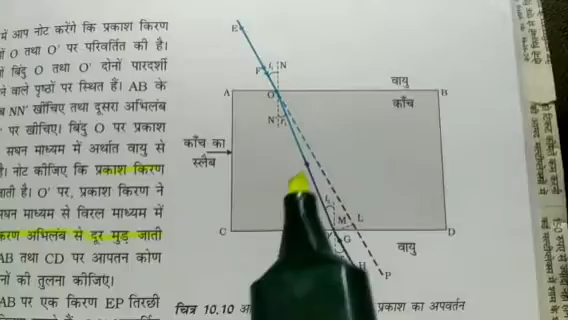 में आप नोट करेंगे कि प्रकाश किरण
O तथा O' पर परिवर्तित की है।
बिंदु O तथा O' दोनों पारदर्शी
वाले पृष्ठों पर स्थित हैं। AB के
NN' खींचिए तथा दूसरा अभिलंब
पर खींचिए। बिंदु O पर प्रकाश
सघन माध्यम में अर्थात वायु से
है। नोट कीजिए कि प्रकाश किरण
जाती है। O' पर, प्रकाश किरण ने
सघन माध्यम से विरल माध्यम में
किरण अभिलंब से दूर मुड़ जाती
AB तथा CD पर आपतन कोण
की तुलना कीजिए।
AB पर एक किरण EP तिरछी
E
F
N
A
O
वायु
B
काँच
N'
काँच का
स्लैब
M
L
C
D
G
वायु
H
P
चित्र 10.10
प्रकाश का अपवर्तन